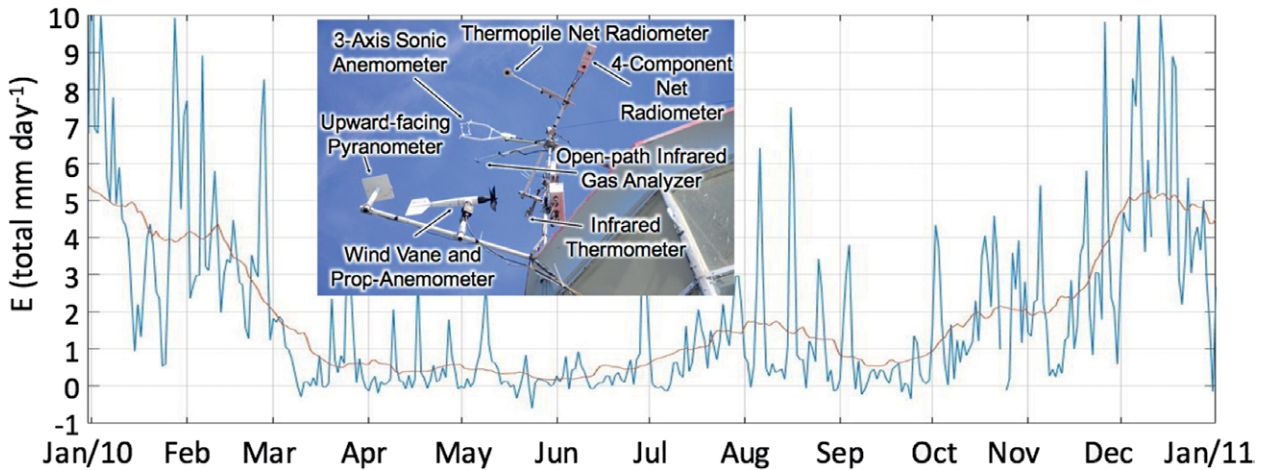 E (total mm day-1)
10
9
8
7
6
5
4
3
2
1
0
-1
3-Axis Sonic
Anemometer
Thermopile Net Radiometer
4-Component
Net
Radiometer
Upward-facing
Pyranometer
Open-path Infrared
Gas Analyzer
Infrared
Thermometer
Wind Vane and
Prop-Anemometer
Jan/10 Feb Mar Apr May Jun Jul Aug Sep Oct Nov Dec Jan/11